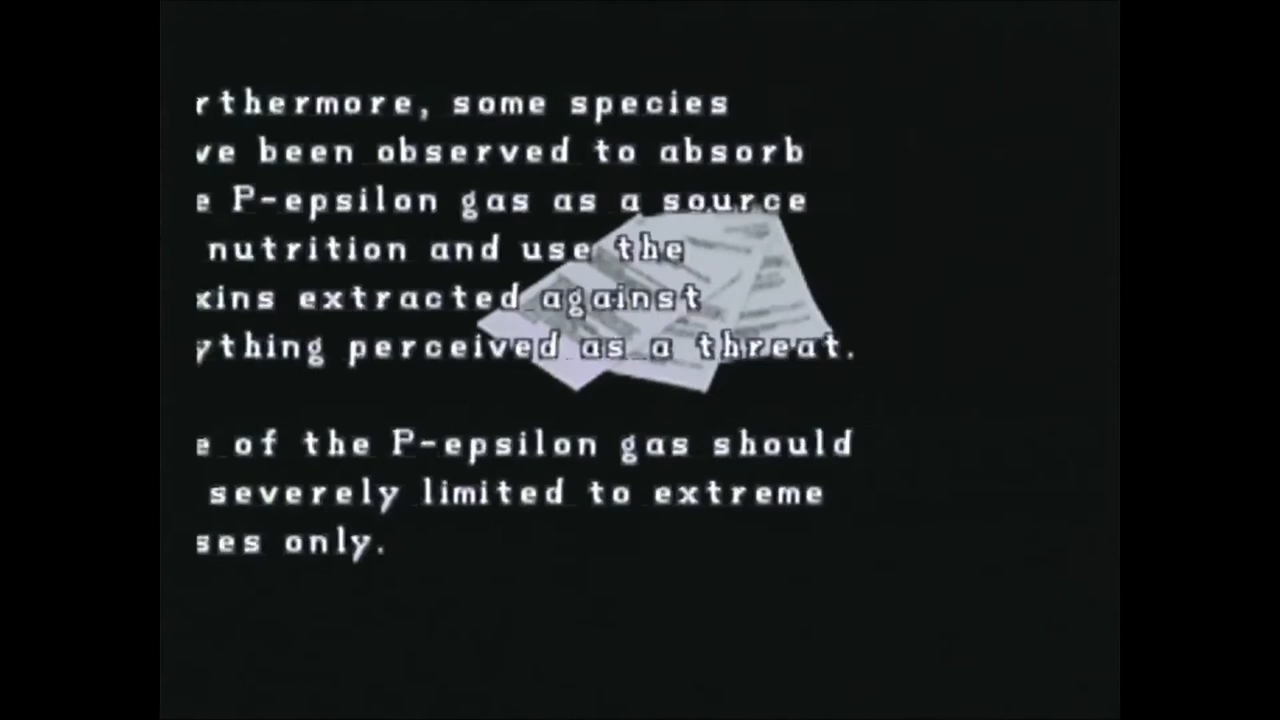 rthermore, some species
ve been observed to absorb
e P-epsilon gas as a source
nutrition and use the
xins extracted against
ything perceived as a threat.
e of the P-epsilon gas should
severely limited to extreme
ses only.